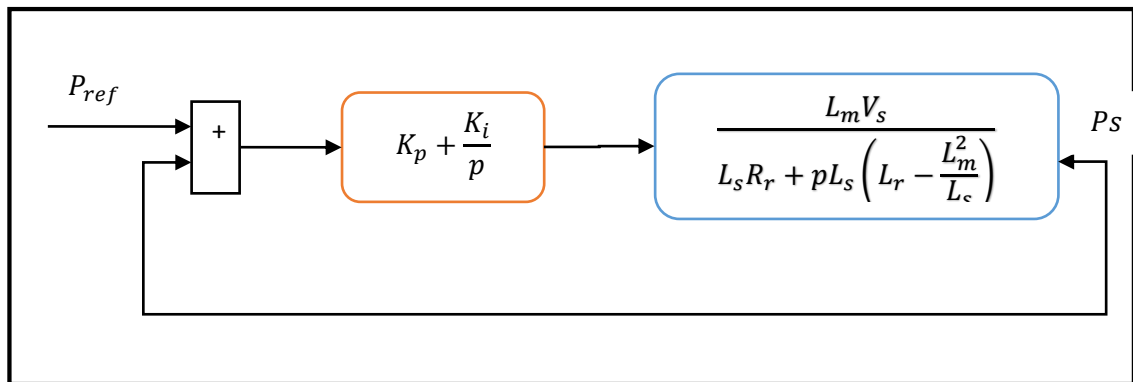 P_ref
+
K_p + K_i/p
L_m V_s
L_s R_r + pL_s (L_r − L_m^2/L_s)
Ps